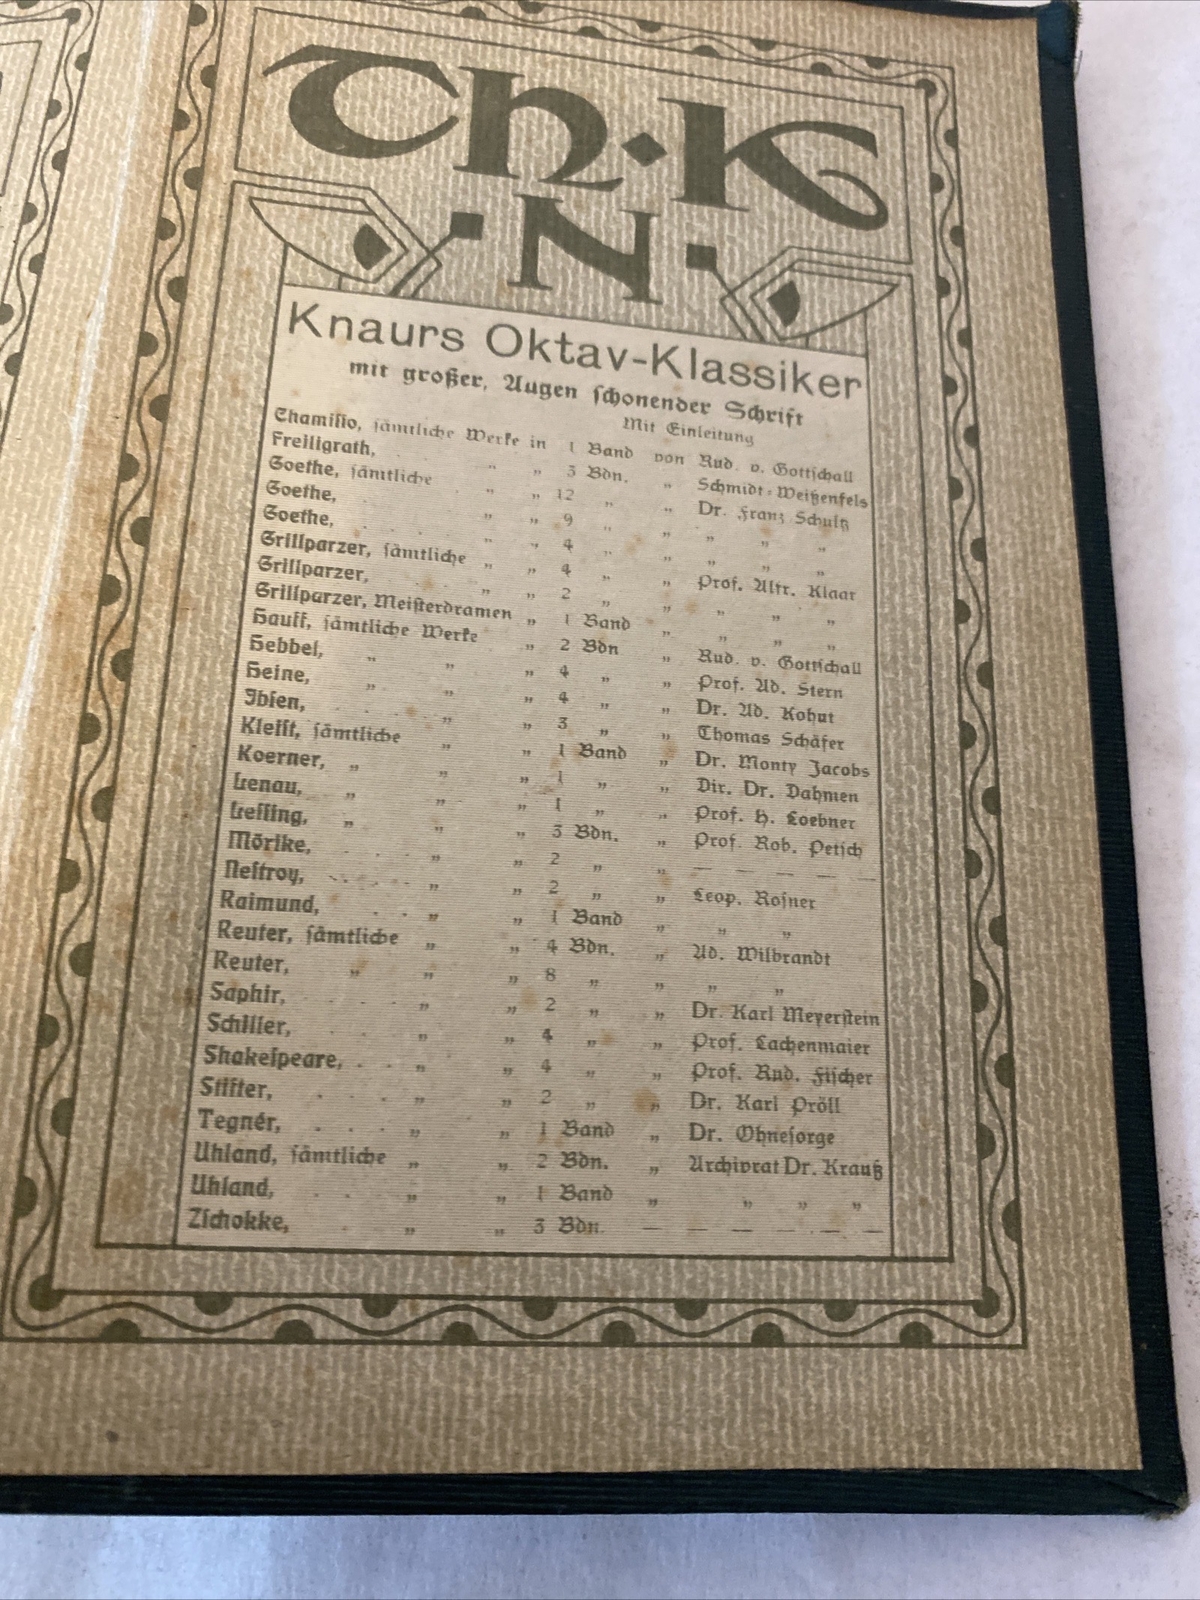 Th·K
·N·
Knaurs Oktav-Klassiker
mit großer, Augen schonender Schrift
Mit Einleitung
Chamisso, sämtliche Werke in 1 Band von Rud. v. Gottschall
Freiligrath, „ „ 3 Bdn. „ Schmidt-Weißenfels
Goethe, sämtliche „ „ 12 „ „ Dr. Franz Schultz
Goethe, „ „ 9 „ „ „ „ „
Goethe, „ „ 4 „ „ „ „ „
Grillparzer, sämtliche „ „ 4 „ „ Prof. Alfr. Klaar
Grillparzer, „ „ 2 „ „ „ „ „
Grillparzer, Meisterdramen „ 1 Band „ „ „ „
Hauff, sämtliche Werke „ 2 Bdn „ Rud. v. Gottschall
Hebbel, „ „ „ 4 „ „ Prof. Ad. Stern
Heine, „ „ „ 4 „ „ Dr. Ad. Kohut
Ibsen, „ „ 3 „ „ Thomas Schäfer
Kleist, sämtliche „ „ 1 Band „ Dr. Monty Jacobs
Koerner, „ „ „ 1 „ „ Dir. Dr. Dahmen
Lenau, „ „ „ 1 „ „ Prof. H. Loebner
Lessing, „ „ „ 3 Bdn. „ Prof. Rob. Petsch
Mörike, „ „ 2 „ „ — — — — —
Nestroy, „ „ 2 „ „ Leop. Rosner
Raimund, „ „ 1 Band „ „ „
Reuter, sämtliche „ „ 4 Bdn. „ Ad. Wilbrandt
Reuter, „ „ „ 8 „ „ „ „
Saphir, „ „ 2 „ „ Dr. Karl Meyerstein
Schiller, „ „ 4 „ „ Prof. Lachenmaier
Shakespeare, „ „ 4 „ „ Prof. Rud. Fischer
Stifter, „ „ 2 „ „ Dr. Karl Pröll
Tegnér, „ „ 1 Band „ Dr. Ohnesorge
Uhland, sämtliche „ „ 2 Bdn. „ Archivrat Dr. Krauß
Uhland, „ „ 1 Band „ „ „ „
Zschokke, „ „ 3 Bdn. — — — — — —